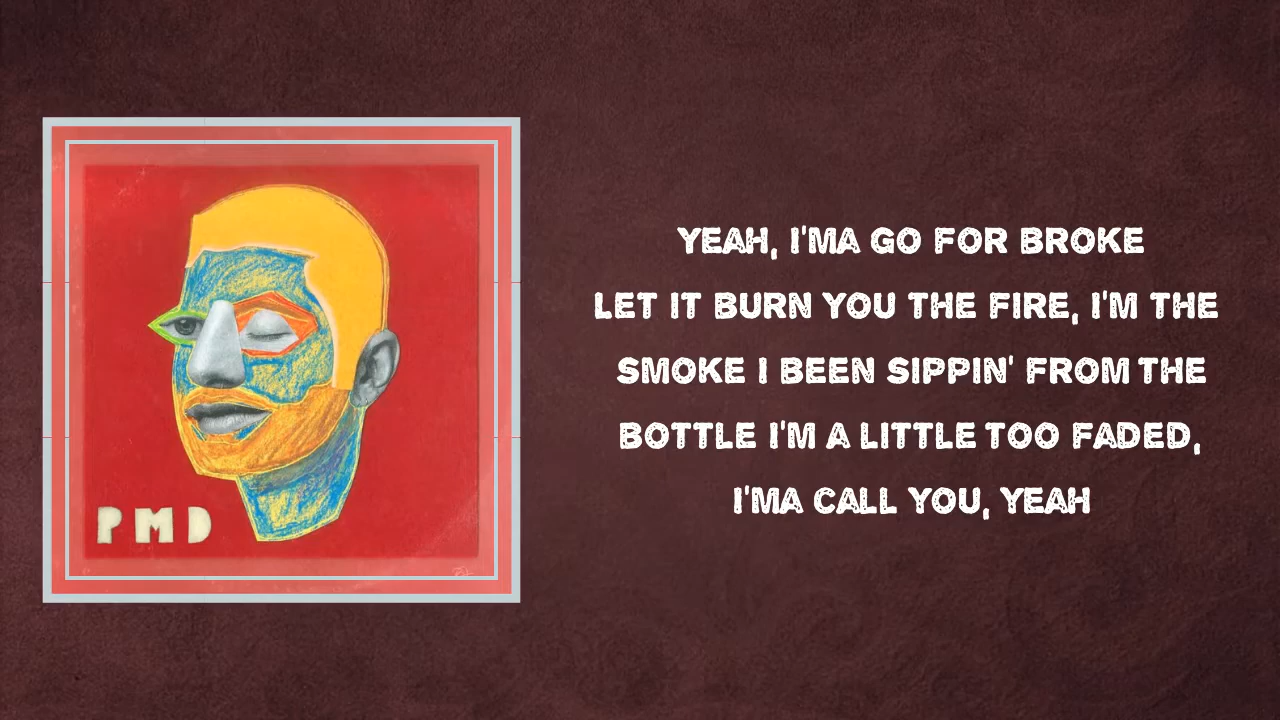 PMD
YEAH, I'MA GO FOR BROKE
LET IT BURN YOU THE FIRE, I'M THE
SMOKE I BEEN SIPPIN' FROM THE
BOTTLE I'M A LITTLE TOO FADED,
I'MA CALL YOU, YEAH